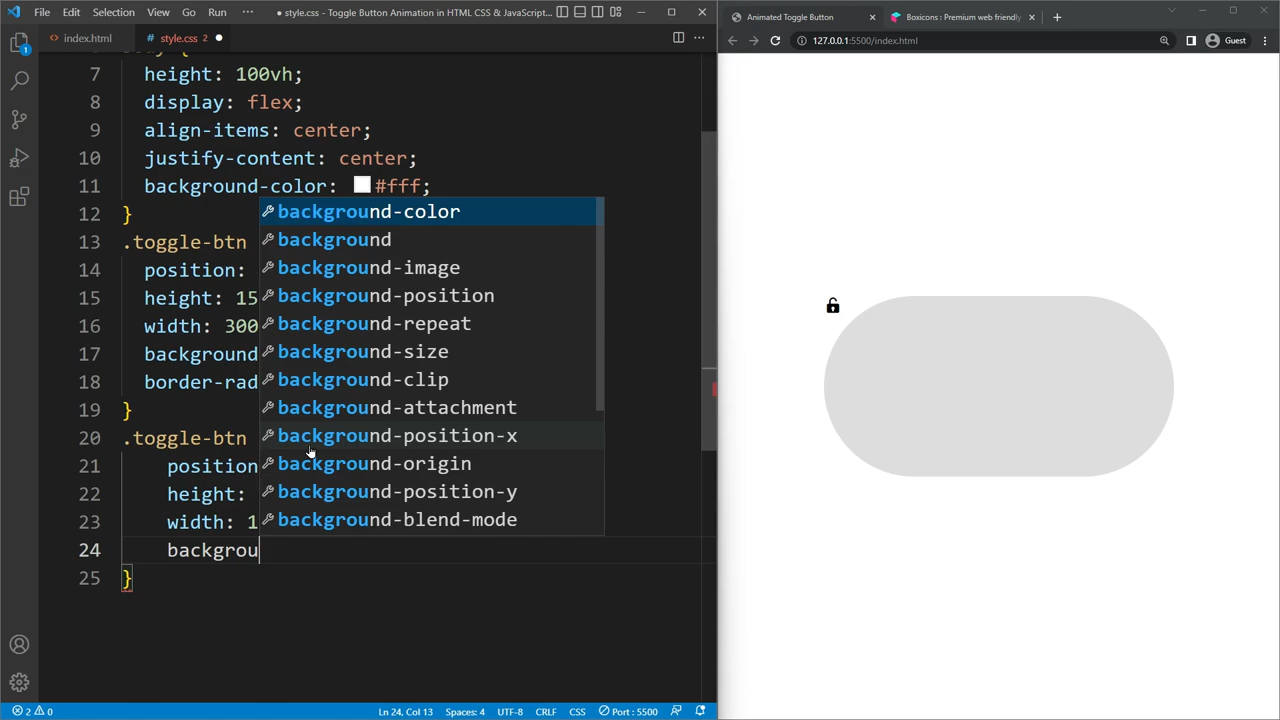 File Edit Selection View Go Run ··· ● style.css - Toggle Button Animation in HTML CSS & JavaScript...
index.html # style.css 2 ●
7 height: 100vh;
8 display: flex;
9 align-items: center;
10 justify-content: center;
11 background-color: #fff;
12 }
13 .toggle-btn
14 position:
15 height: 15
16 width: 300
17 background
18 border-rad
19 }
20 .toggle-btn
21 position
22 height:
23 width: 1
24 backgrou
25 }
background-color
background
background-image
background-position
background-repeat
background-size
background-clip
background-attachment
background-position-x
background-origin
background-position-y
background-blend-mode
1
2 0 Ln 24, Col 13 Spaces: 4 UTF-8 CRLF CSS Port : 5500
Animated Toggle Button Boxicons : Premium web friendly
127.0.0.1:5500/index.html Guest